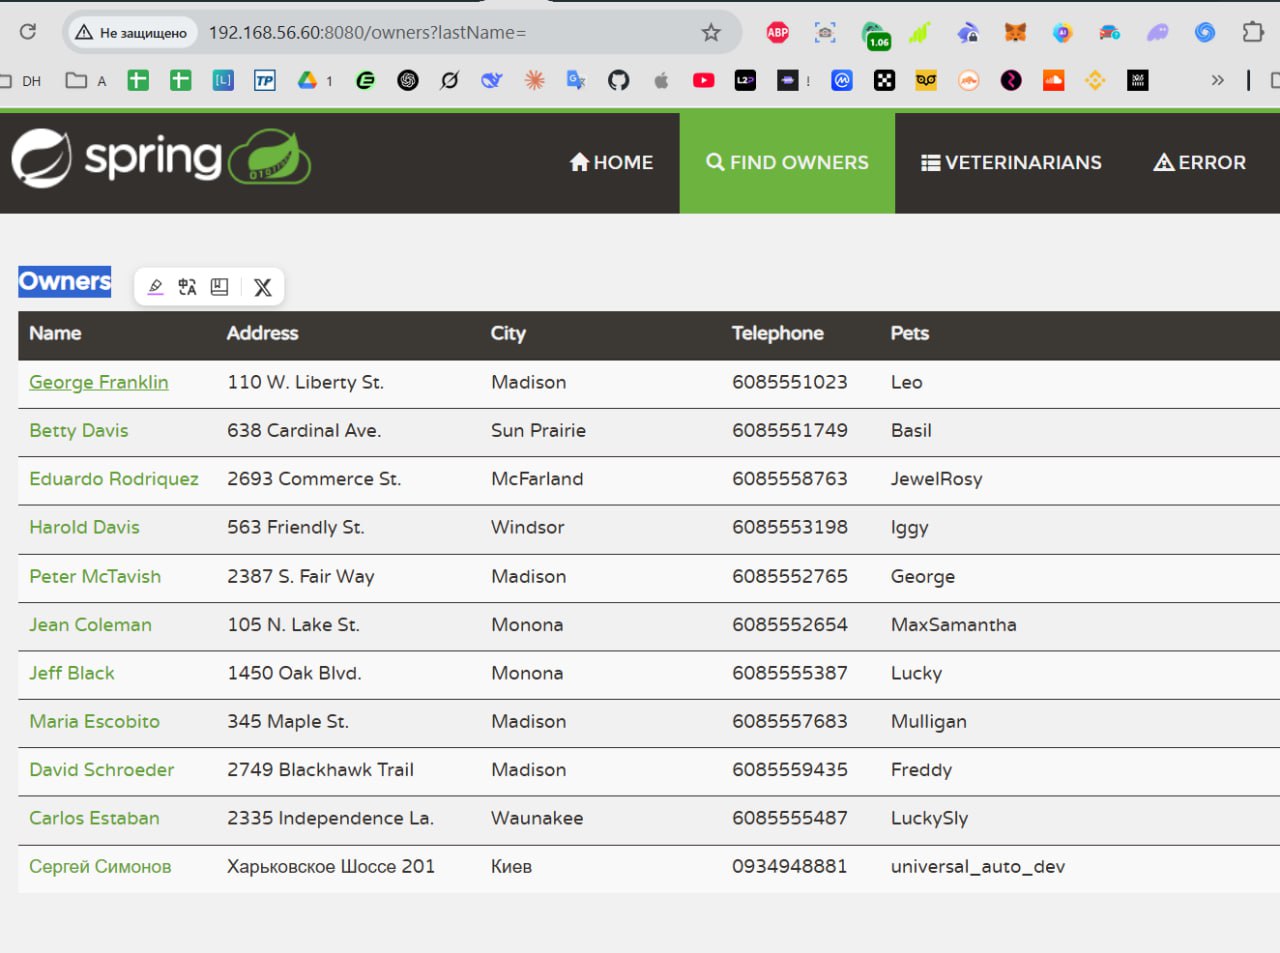 Не защищено 192.168.56.60:8080/owners?lastName= ABP 1.06
DH A [L] TP 1 L2P !
spring HOME FIND OWNERS VETERINARIANS ERROR
Owners
Name Address City Telephone Pets
George Franklin 110 W. Liberty St. Madison 6085551023 Leo
Betty Davis 638 Cardinal Ave. Sun Prairie 6085551749 Basil
Eduardo Rodriquez 2693 Commerce St. McFarland 6085558763 JewelRosy
Harold Davis 563 Friendly St. Windsor 6085553198 Iggy
Peter McTavish 2387 S. Fair Way Madison 6085552765 George
Jean Coleman 105 N. Lake St. Monona 6085552654 MaxSamantha
Jeff Black 1450 Oak Blvd. Monona 6085555387 Lucky
Maria Escobito 345 Maple St. Madison 6085557683 Mulligan
David Schroeder 2749 Blackhawk Trail Madison 6085559435 Freddy
Carlos Estaban 2335 Independence La. Waunakee 6085555487 LuckySly
Сергей Симонов Харьковское Шоссе 201 Киев 0934948881 universal_auto_dev